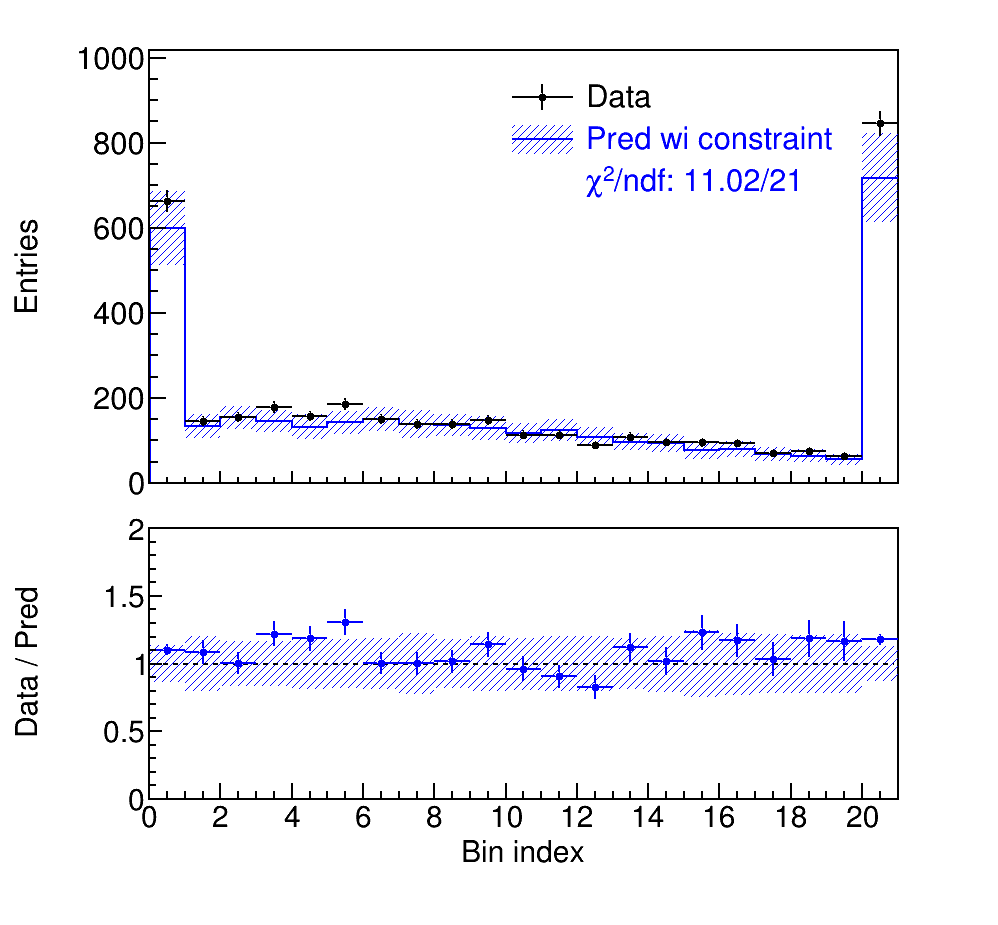 1000
800
600
400
200
0
Entries
Data
Pred wi constraint
χ²/ndf: 11.02/21
2
1.5
1
0.5
0
Data / Pred
0 2 4 6 8 10 12 14 16 18 20
Bin index